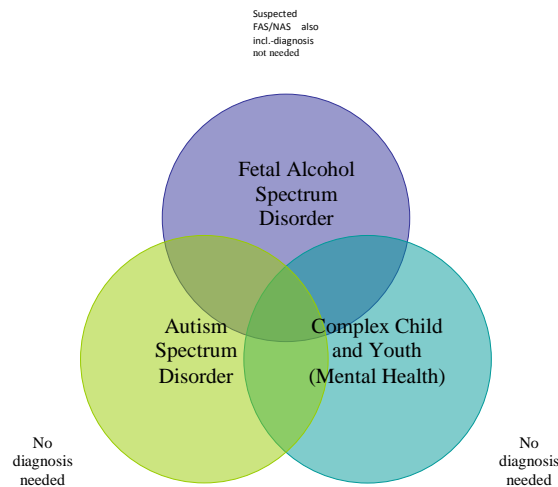 Suspected
FAS/NAS also
incl.-diagnosis
not needed
Fetal Alcohol
Spectrum
Disorder
Autism
Spectrum
Disorder
Complex Child
and Youth
(Mental Health)
No
diagnosis
needed
No
diagnosis
needed